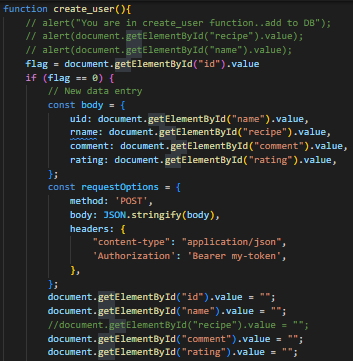 function create_user(){
// alert("You are in create_user function..add to DB");
// alert(document.getElementById("recipe").value);
// alert(document.getElementById("name").value);
flag = document.getElementById("id").value
if (flag == 0) {
// New data entry
const body = {
uid: document.getElementById("name").value,
rname: document.getElementById("recipe").value,
comment: document.getElementById("comment").value,
rating: document.getElementById("rating").value,
};
const requestOptions = {
method: 'POST',
body: JSON.stringify(body),
headers: {
"content-type": "application/json",
'Authorization': 'Bearer my-token',
},
};
document.getElementById("id").value = "";
document.getElementById("name").value = "";
//document.getElementById("recipe").value = "";
document.getElementById("comment").value = "";
document.getElementById("rating").value = "";